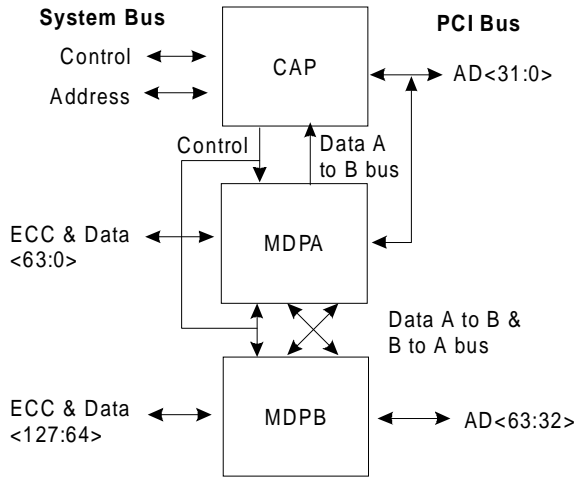 System Bus
PCI Bus
Control
CAP
AD<31:0>
Address
Control
Data A
to B bus
ECC & Data
<63:0>
MDPA
Data A to B &
B to A bus
ECC & Data
<127:64>
MDPB
AD<63:32>